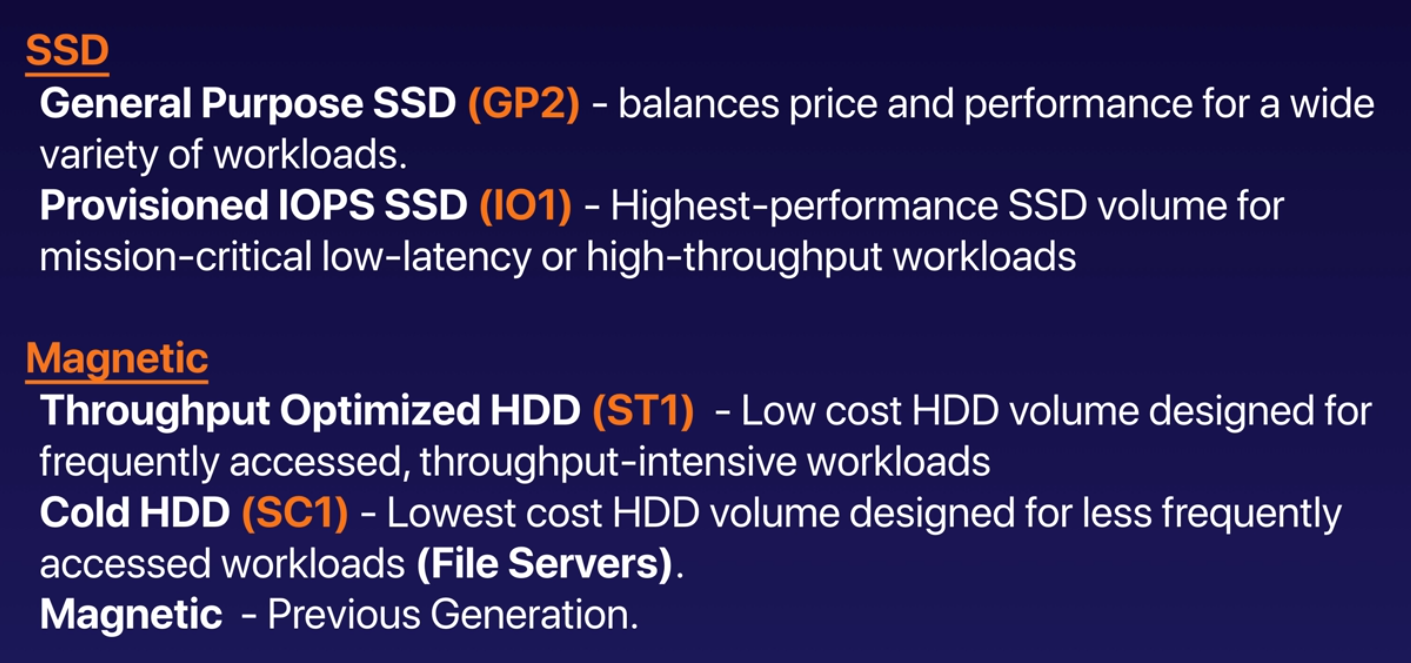 SSD
General Purpose SSD (GP2) - balances price and performance for a wide
variety of workloads.
Provisioned IOPS SSD (IO1) - Highest-performance SSD volume for
mission-critical low-latency or high-throughput workloads
Magnetic
Throughput Optimized HDD (ST1) - Low cost HDD volume designed for
frequently accessed, throughput-intensive workloads
Cold HDD (SC1) - Lowest cost HDD volume designed for less frequently
accessed workloads (File Servers).
Magnetic - Previous Generation.